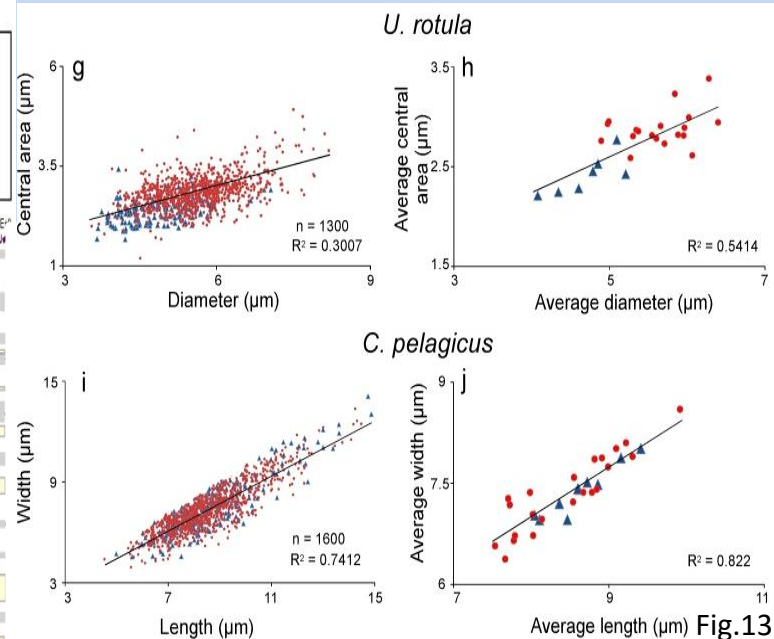 U. rotula
g
Central area (µm)
6
3.5
1
3
6
9
n = 1300
R² = 0.3007
Diameter (µm)
h
Average central
area (µm)
3.5
2.5
1.5
3
5
7
R² = 0.5414
Average diameter (µm)
C. pelagicus
i
Width (µm)
15
9
3
3
7
11
15
n = 1600
R² = 0.7412
Length (µm)
j
Average width (µm)
9
7.5
6
7
9
11
R² = 0.822
Average length (µm)
Fig.13